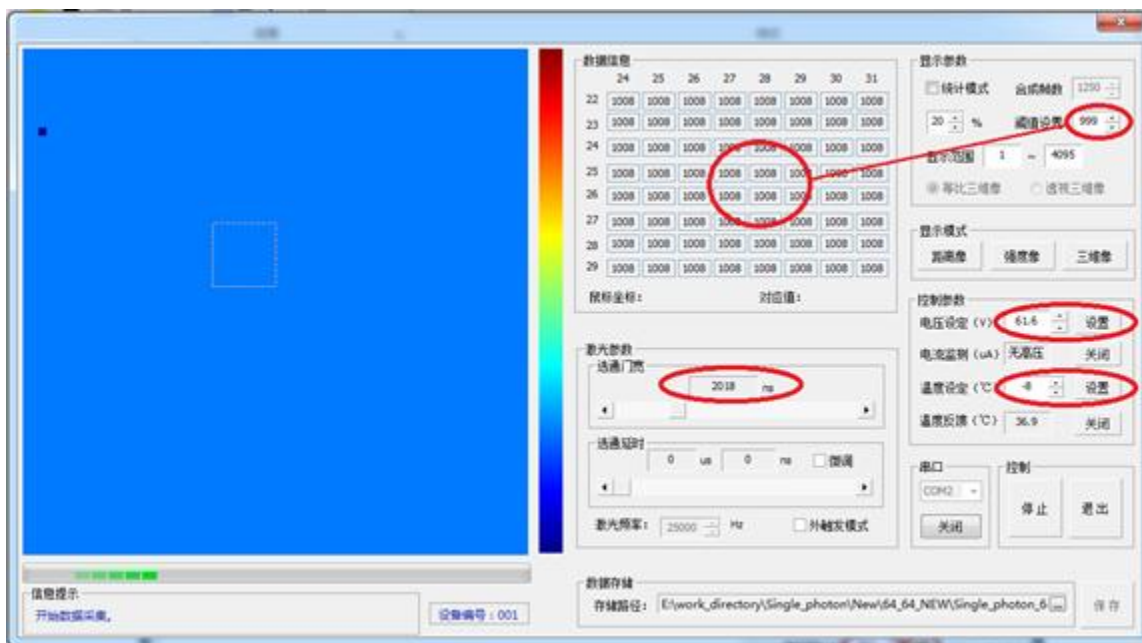 数据信息
24 25 26 27 28 29 30 31
22 1008 1008 1008 1008 1008 1008 1008 1008
23 1008 1008 1008 1008 1008 1008 1008 1008
24 1008 1008 1008 1008 1008 1008 1008 1008
25 1008 1008 1008 1008 1008 1008 1008 1008
26 1008 1008 1008 1008 1008 1008 1008 1008
27 1008 1008 1008 1008 1008 1008 1008 1008
28 1008 1008 1008 1008 1008 1008 1008 1008
29 1008 1008 1008 1008 1008 1008 1008 1008
鼠标坐标: 对应值:
激光参数
选通门宽
2018 ns
选通延时
0 us 0 ns 微调
激光频率: 25000 Hz 外触发模式
显示参数
统计模式 合成帧数 1250
20 % 阈值设置 999
显示范围 1 ~ 4095
等比三维像 透视三维像
显示模式
距离像 强度像 三维像
控制参数
电压设定 (V) 61.6 设置
电流监测 (uA) 无高压 关闭
温度设定 (℃ -8 设置
温度反馈 (℃) 36.9 关闭
串口
COM2
关闭
控制
停止 退出
信息提示
开始数据采集。
设备编号:001
数据存储
存储路径: E:\work_directory\Single_photon\New\64_64_NEW\Single_photon_6 ...
保存